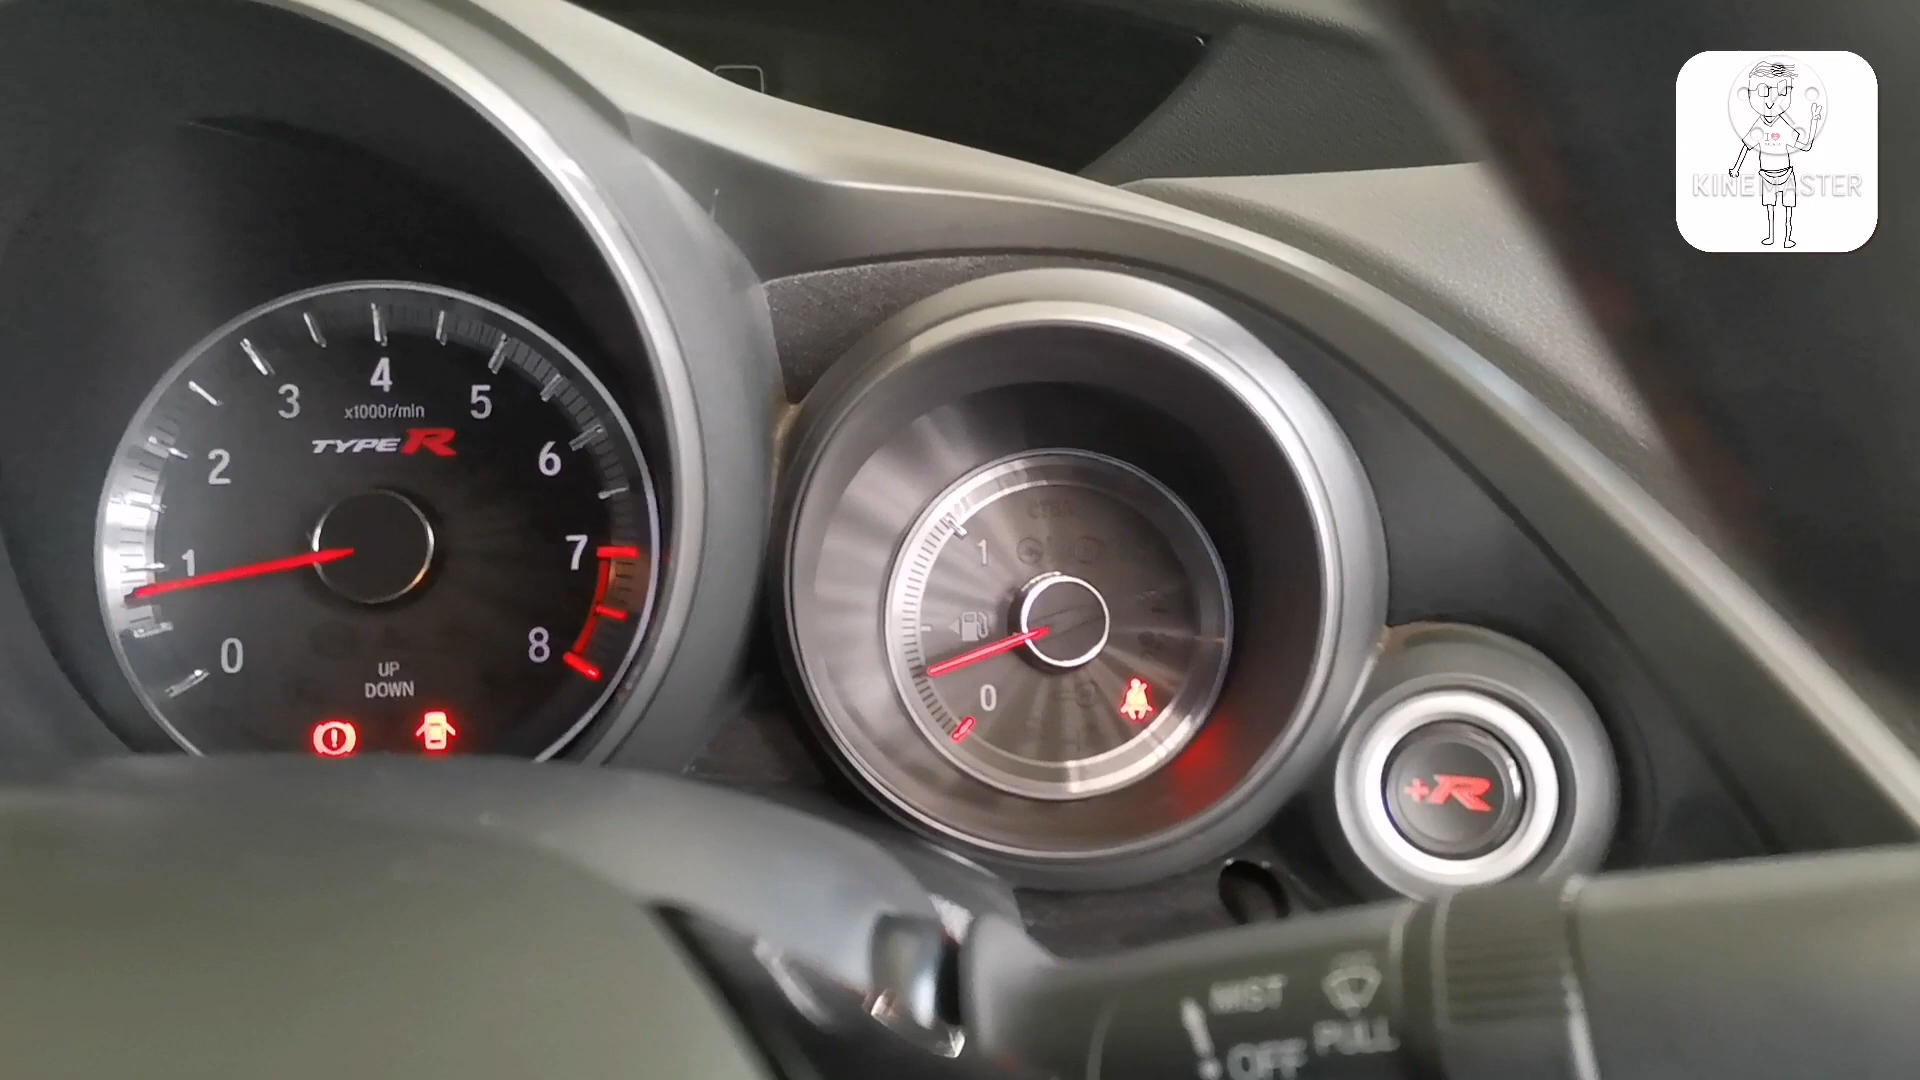 4
3
5
x1000r/min
TYPE R
2
6
1
7
0
8
UP
DOWN
1
0
+R
MIST
OFF
PULL
KINEMASTER
I